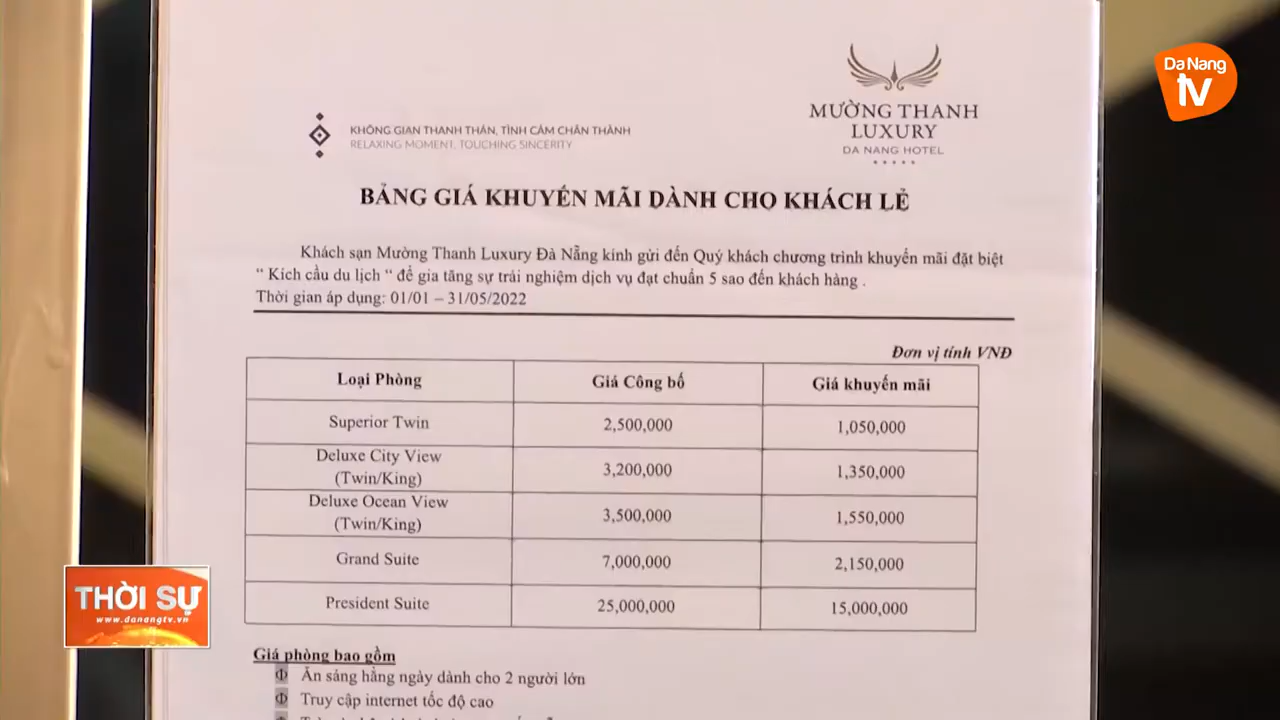 Da Nang
tv
MƯỜNG THANH
LUXURY
DA NANG HOTEL
KHÔNG GIAN THANH THẢN, TÌNH CẢM CHÂN THÀNH
RELAXING MOMENT, TOUCHING SINCERITY
BẢNG GIÁ KHUYẾN MÃI DÀNH CHO KHÁCH LẺ
Khách sạn Mường Thanh Luxury Đà Nẵng kính gửi đến Quý khách chương trình khuyến mãi đặt biệt
“ Kích cầu du lịch “ để gia tăng sự trải nghiệm dịch vụ đạt chuẩn 5 sao đến khách hàng .
Thời gian áp dụng: 01/01 – 31/05/2022
Đơn vị tính VNĐ
Loại Phòng Giá Công bố Giá khuyến mãi
Superior Twin 2,500,000 1,050,000
Deluxe City View
(Twin/King) 3,200,000 1,350,000
Deluxe Ocean View
(Twin/King) 3,500,000 1,550,000
Grand Suite 7,000,000 2,150,000
President Suite 25,000,000 15,000,000
Giá phòng bao gồm
Ăn sáng hằng ngày dành cho 2 người lớn
Truy cập internet tốc độ cao
THỜI SỰ
www.danangtv.vn